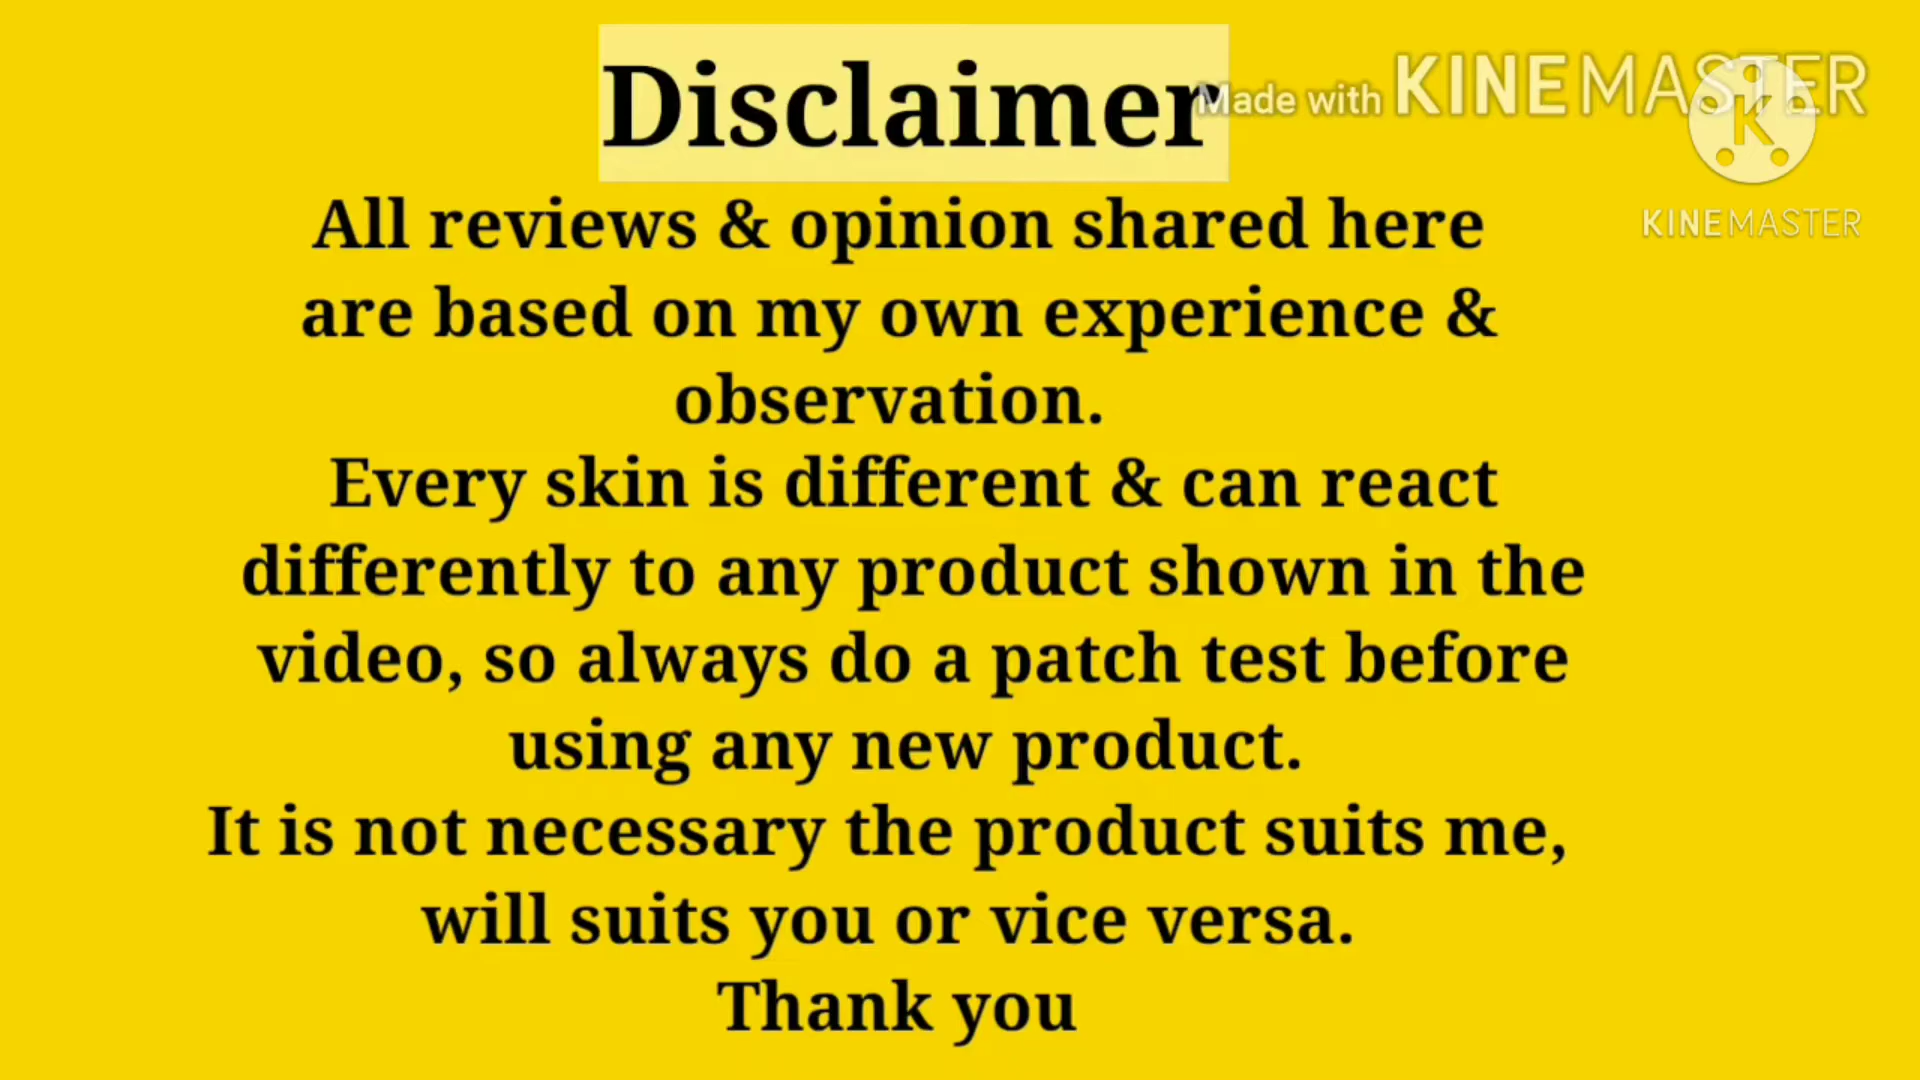 Disclaimer
Made with KINEMASTER
K
KINEMASTER
All reviews & opinion shared here
are based on my own experience &
observation.
Every skin is different & can react
differently to any product shown in the
video, so always do a patch test before
using any new product.
It is not necessary the product suits me,
will suits you or vice versa.
Thank you